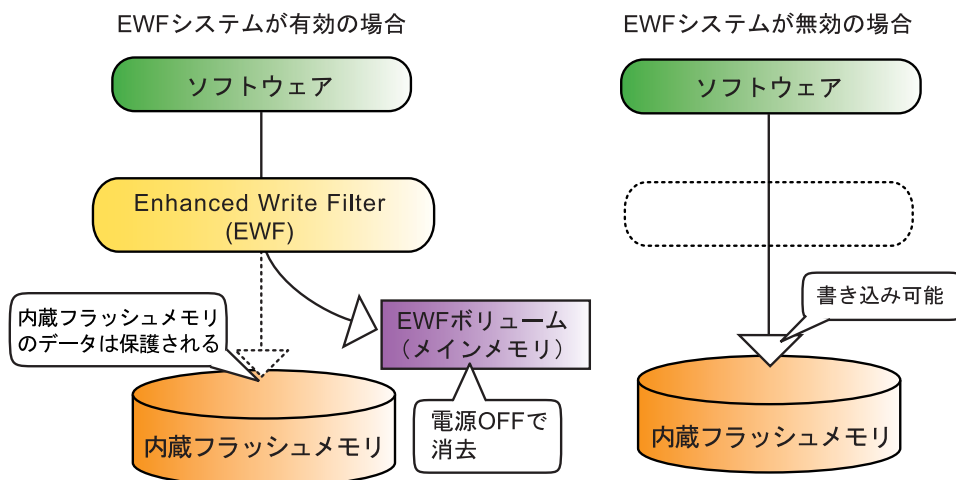 EWFシステムが有効の場合
ソフトウェア
Enhanced Write Filter
(EWF)
内蔵フラッシュメモリ
のデータは保護される
EWFボリューム
（メインメモリ）
電源OFFで
消去
内蔵フラッシュメモリ
EWFシステムが無効の場合
ソフトウェア
書き込み可能
内蔵フラッシュメモリ